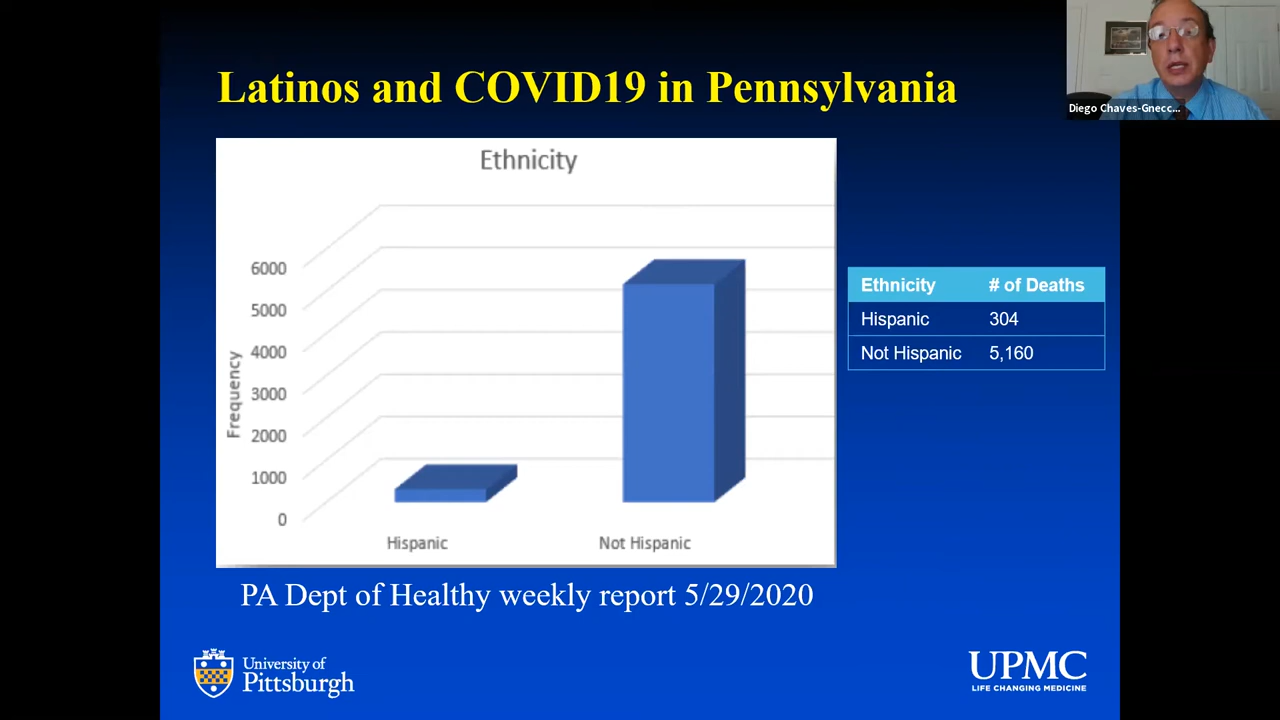 Latinos and COVID19 in Pennsylvania
Diego Chaves-Gnecc...
Ethnicity
6000
5000
4000
3000
2000
1000
0
Frequency
Hispanic
Not Hispanic
Ethnicity # of Deaths
Hispanic 304
Not Hispanic 5,160
PA Dept of Healthy weekly report 5/29/2020
University of
Pittsburgh
UPMC
LIFE CHANGING MEDICINE